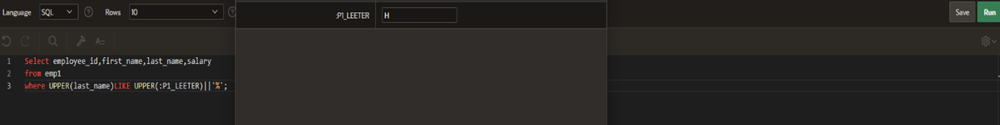 Language SQL Rows 10 :P1_LEETER H Save Run
1 Select employee_id,first_name,last_name,salary
2 from emp1
3 where UPPER(last_name)LIKE UPPER(:P1_LEETER)||'%';